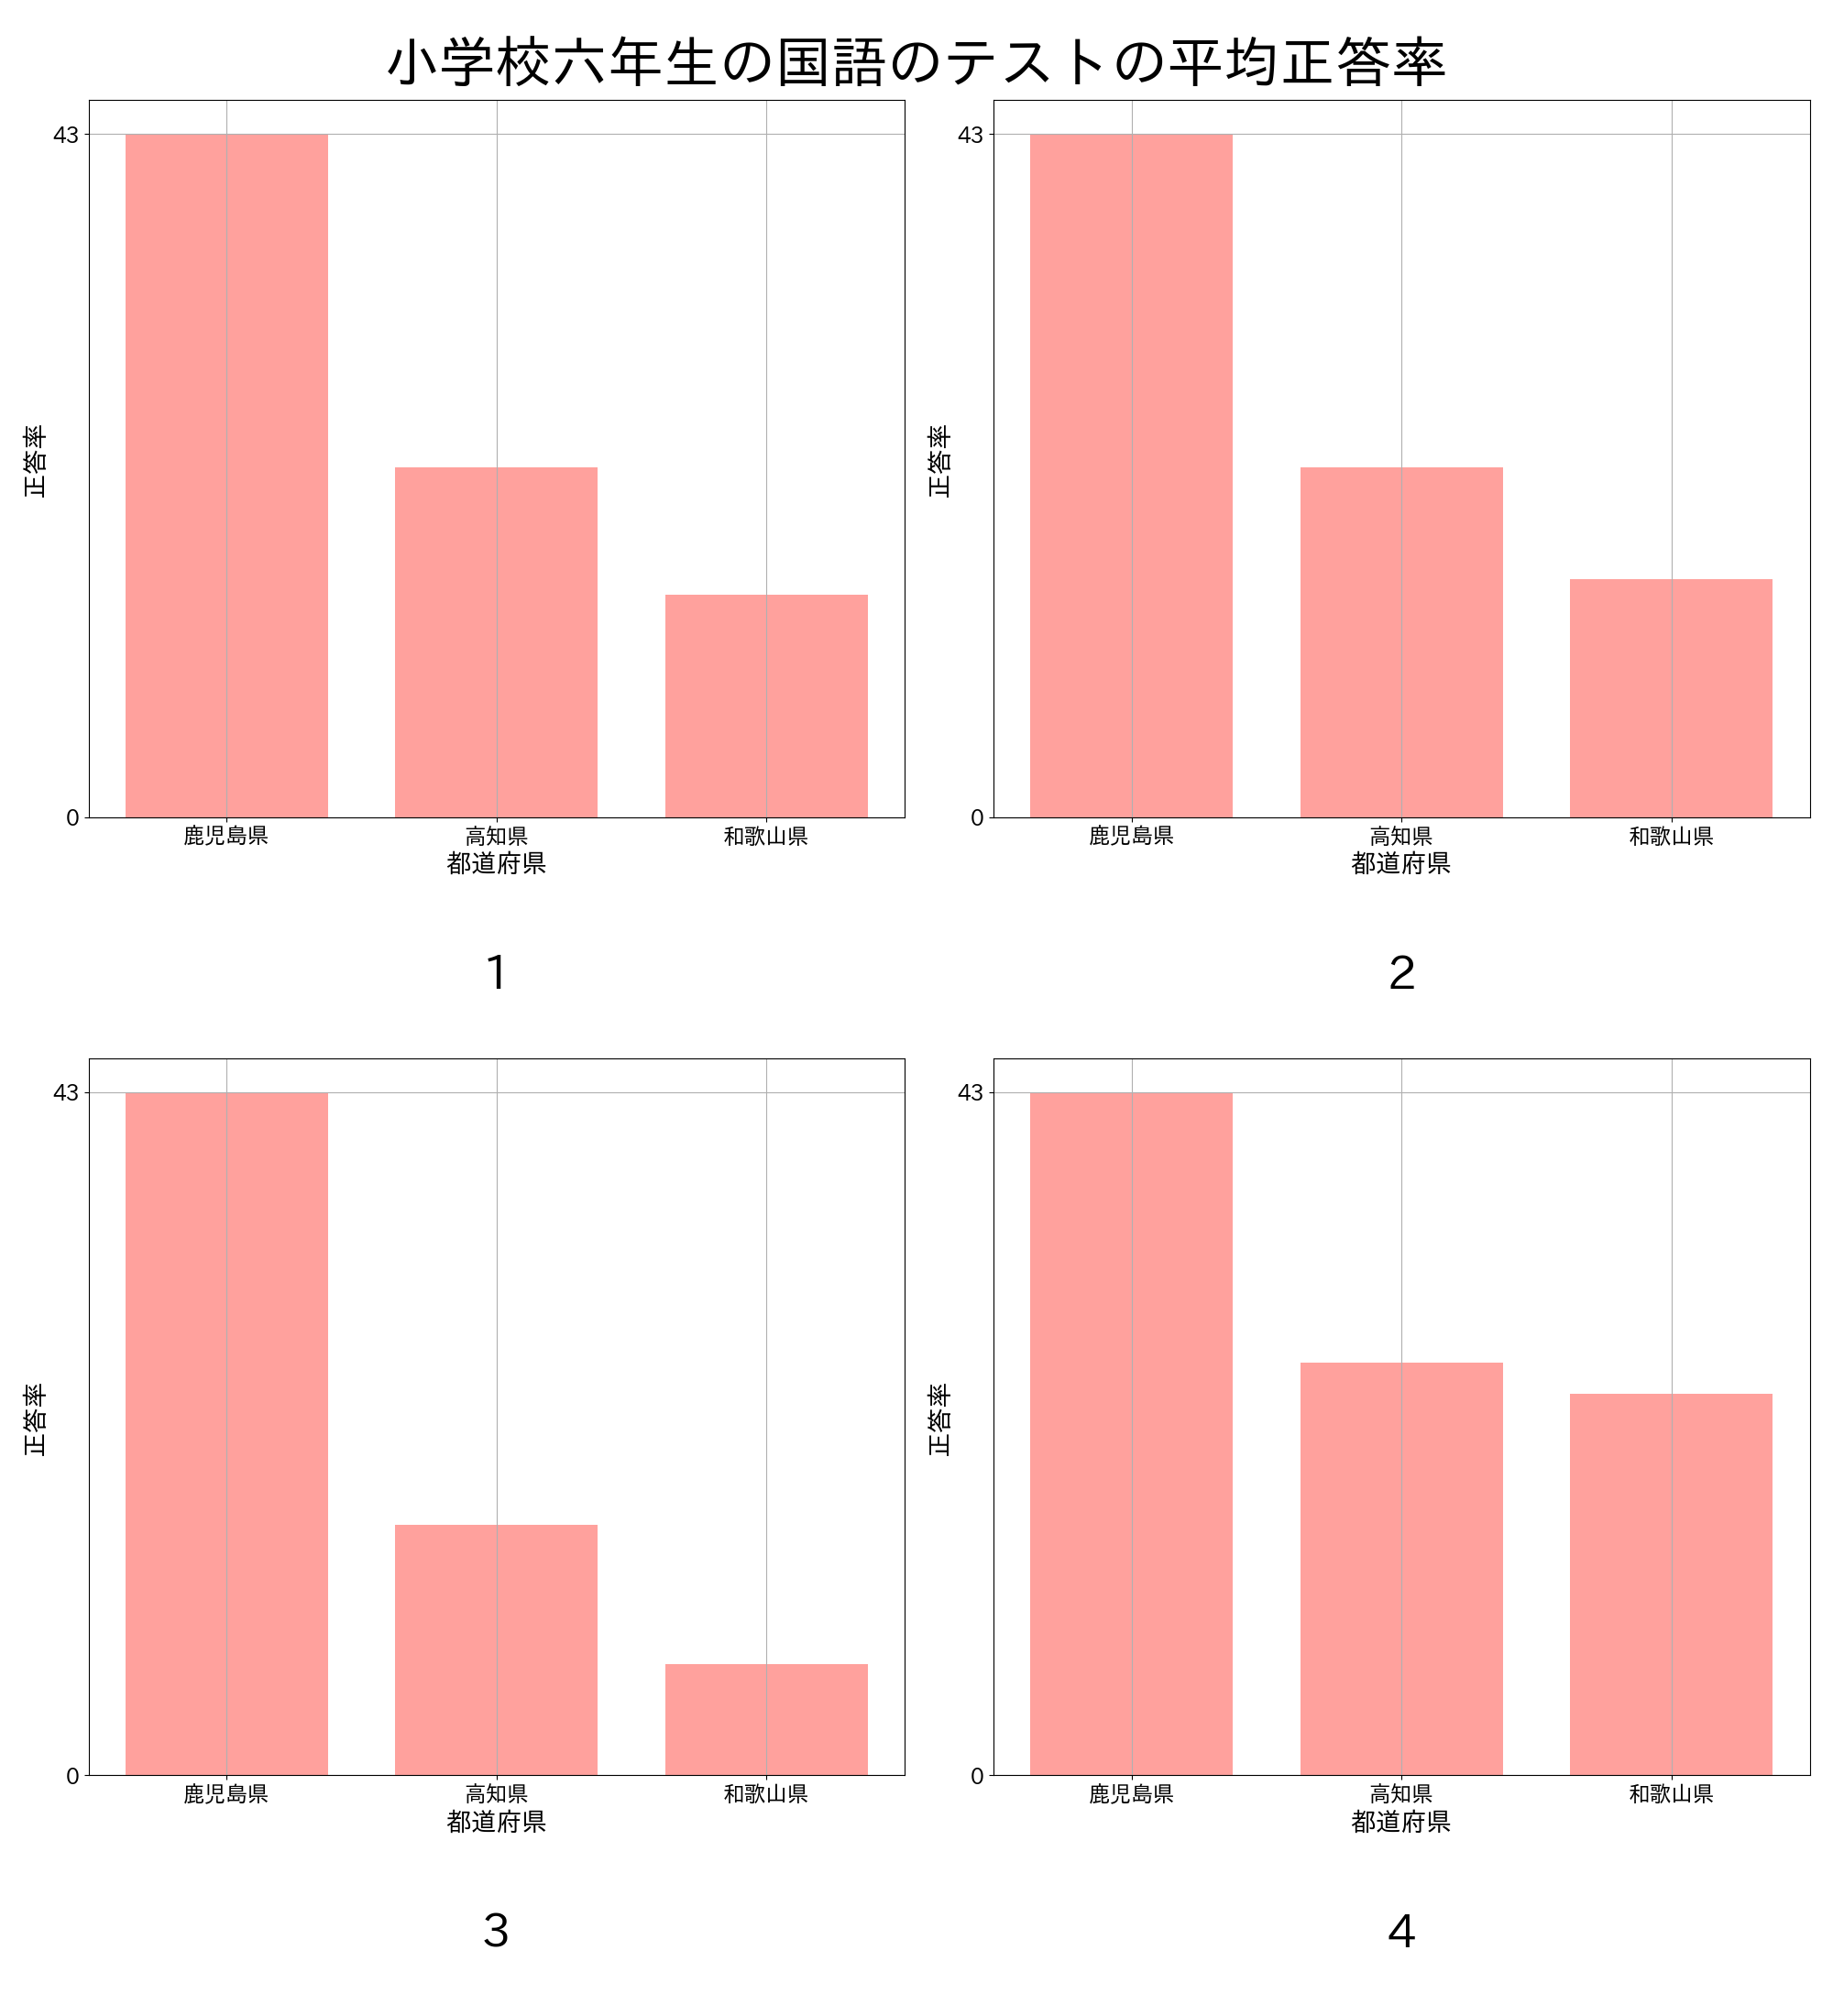 小学校六年生の国語のテストの平均正答率
43
0
正答率
鹿児島県 高知県 和歌山県
都道府県
1
43
0
正答率
鹿児島県 高知県 和歌山県
都道府県
2
43
0
正答率
鹿児島県 高知県 和歌山県
都道府県
3
43
0
正答率
鹿児島県 高知県 和歌山県
都道府県
4